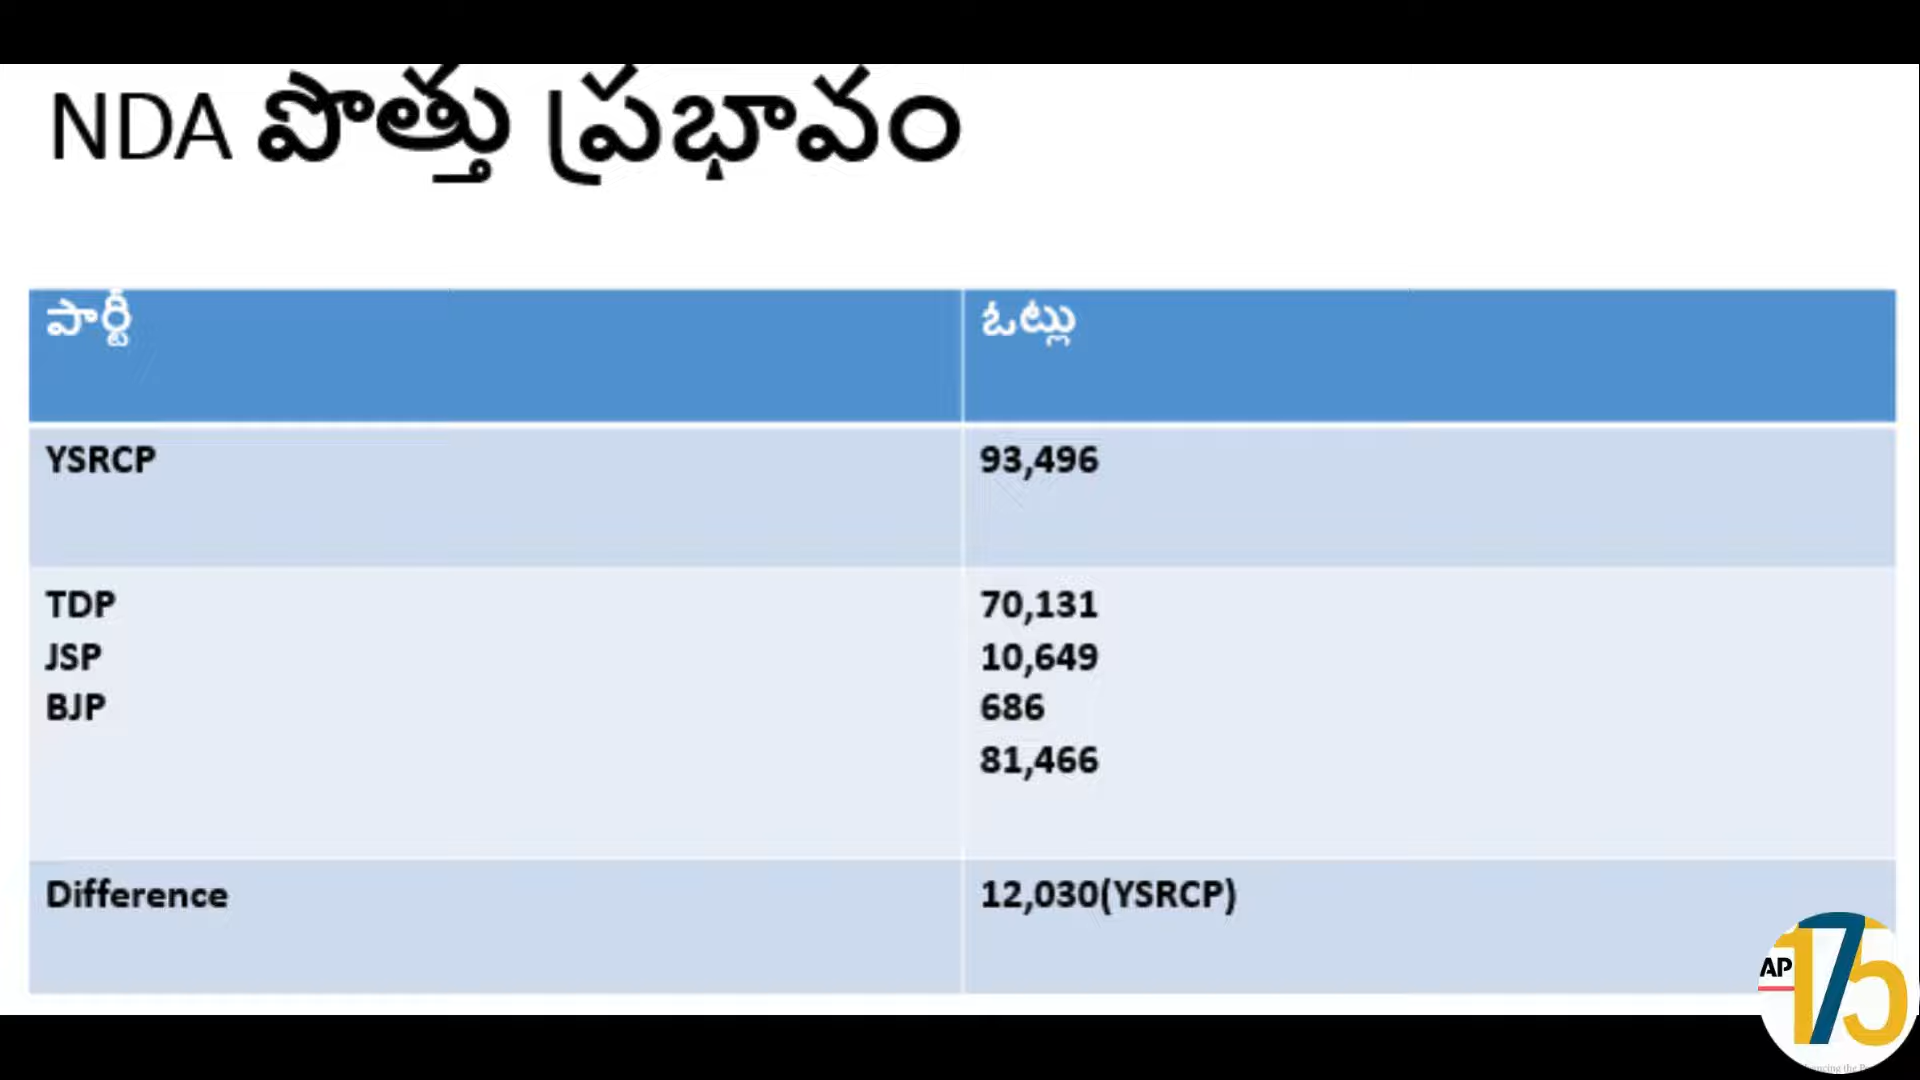 NDA పొత్తు ప్రభావం
పార్టీ ఓట్లు
YSRCP 93,496
TDP 70,131
JSP 10,649
BJP 686
81,466
Difference 12,030(YSRCP)
AP 175